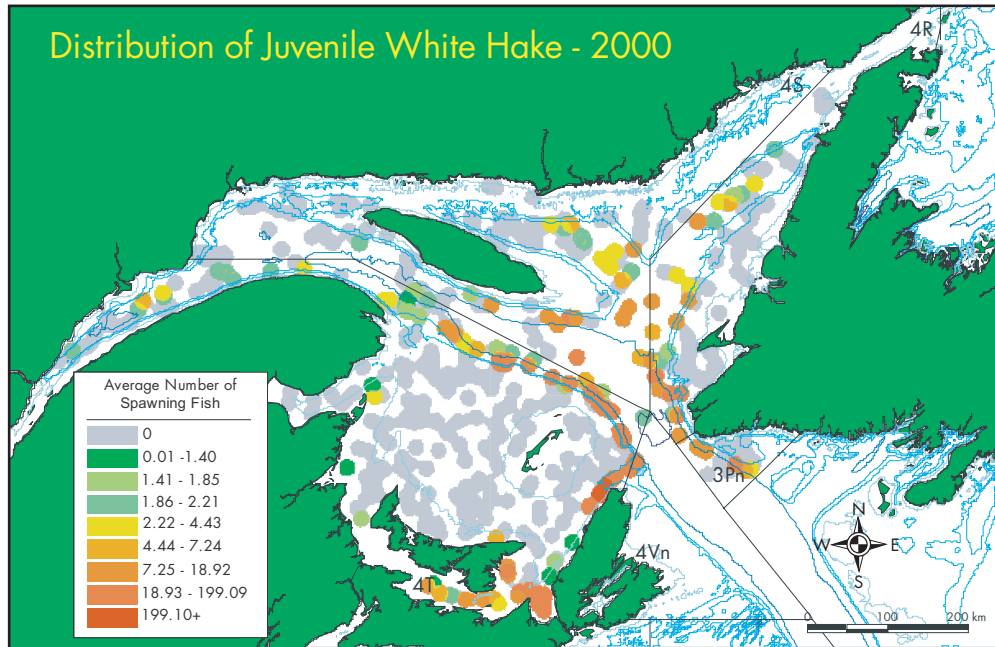 Distribution of Juvenile White Hake - 2000
4R
4S
Average Number of
Spawning Fish
0
0.01 -1.40
1.41 - 1.85
1.86 - 2.21
2.22 - 4.43
4.44 - 7.24
7.25 - 18.92
18.93 - 199.09
199.10+
3Pn
4Vn
4T
N
W E
S
0 100 200 km